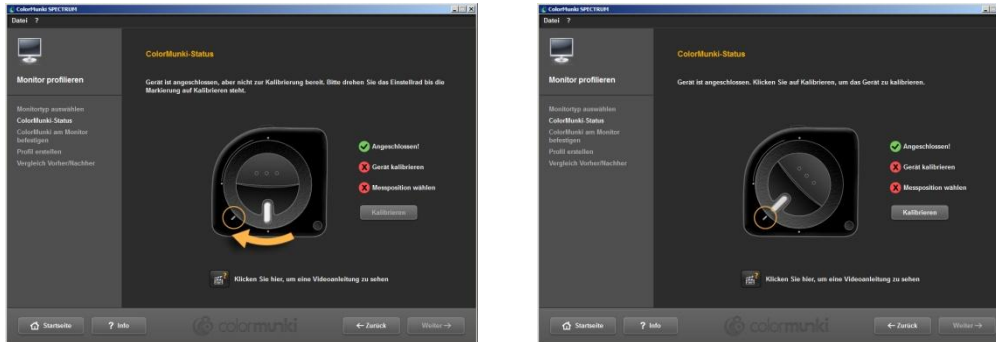 ColorMunki SPECTRUM
Datei ?
ColorMunki-Status
Monitor profilieren
Gerät ist angeschlossen, aber nicht zur Kalibrierung bereit. Bitte drehen Sie das Einstellrad bis die
Markierung auf Kalibrieren steht.
Monitortyp auswählen
ColorMunki-Status
ColorMunki am Monitor
befestigen
Profil erstellen
Vergleich Vorher/Nachher
Angeschlossen!
Gerät kalibrieren
Messposition wählen
Kalibrieren
Klicken Sie hier, um eine Videoanleitung zu sehen
Startseite
? Info
colormunki
← Zurück
Weiter →
ColorMunki SPECTRUM
Datei ?
ColorMunki-Status
Monitor profilieren
Gerät ist angeschlossen. Klicken Sie auf Kalibrieren, um das Gerät zu kalibrieren.
Monitortyp auswählen
ColorMunki-Status
ColorMunki am Monitor
befestigen
Profil erstellen
Vergleich Vorher/Nachher
Angeschlossen!
Gerät kalibrieren
Messposition wählen
Kalibrieren
Klicken Sie hier, um eine Videoanleitung zu sehen
Startseite
? Info
colormunki
← Zurück
Weiter →